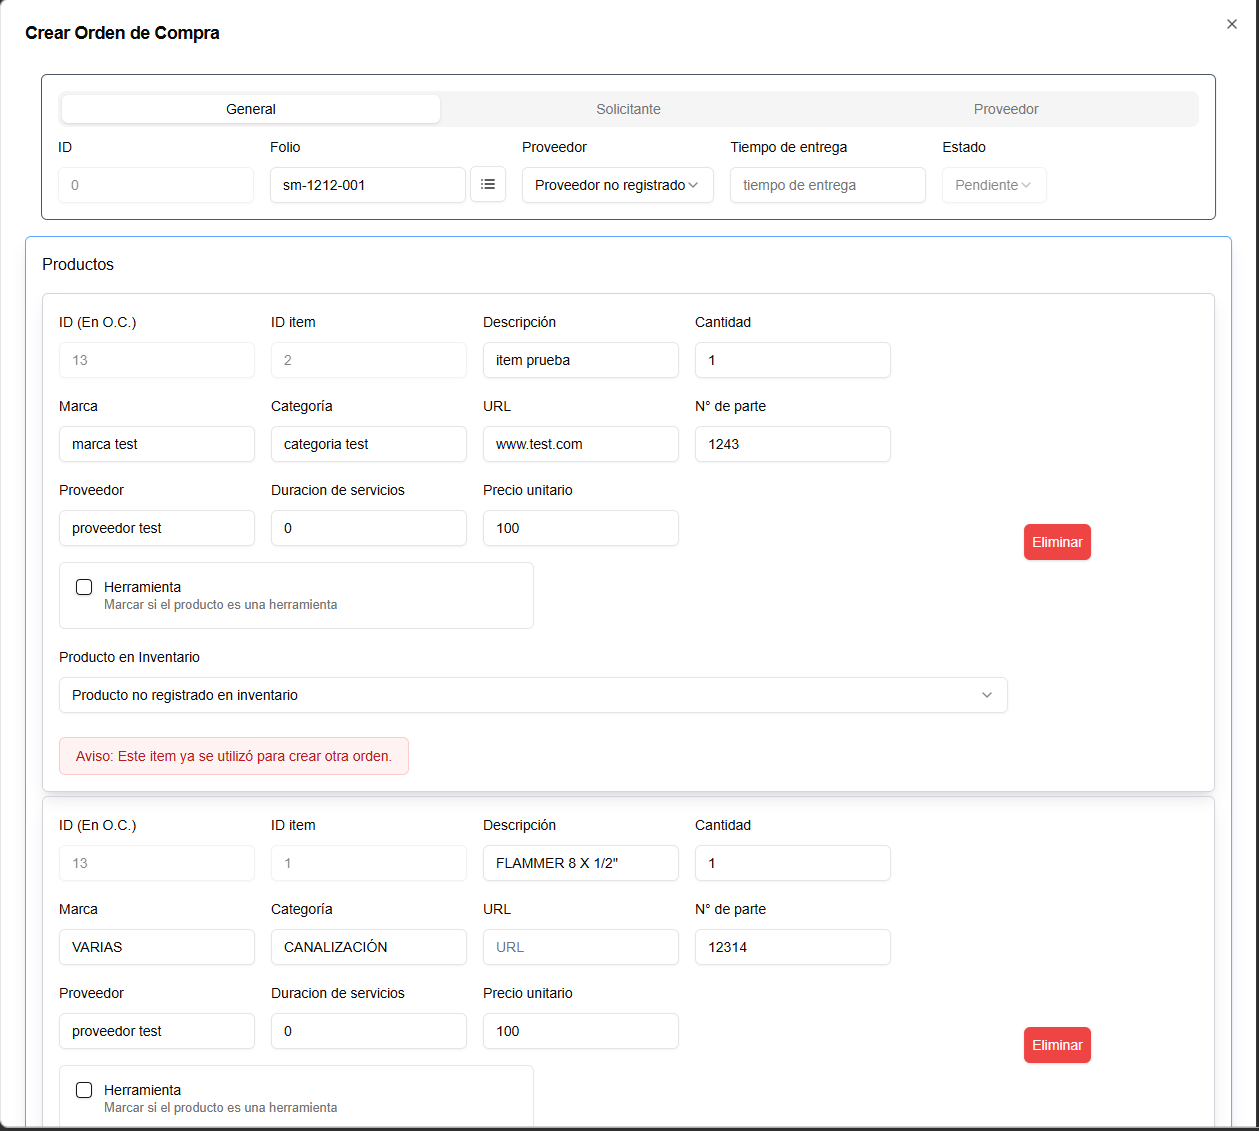 Crear Orden de Compra
General Solicitante Proveedor
ID Folio Proveedor Tiempo de entrega Estado
0 sm-1212-001 Proveedor no registrado tiempo de entrega Pendiente
Productos
ID (En O.C.) ID item Descripción Cantidad
13 2 item prueba 1
Marca Categoría URL N° de parte
marca test categoria test www.test.com 1243
Proveedor Duracion de servicios Precio unitario
proveedor test 0 100
Eliminar
Herramienta
Marcar si el producto es una herramienta
Producto en Inventario
Producto no registrado en inventario
Aviso: Este item ya se utilizó para crear otra orden.
ID (En O.C.) ID item Descripción Cantidad
13 1 FLAMMER 8 X 1/2" 1
Marca Categoría URL N° de parte
VARIAS CANALIZACIÓN URL 12314
Proveedor Duracion de servicios Precio unitario
proveedor test 0 100
Eliminar
Herramienta
Marcar si el producto es una herramienta